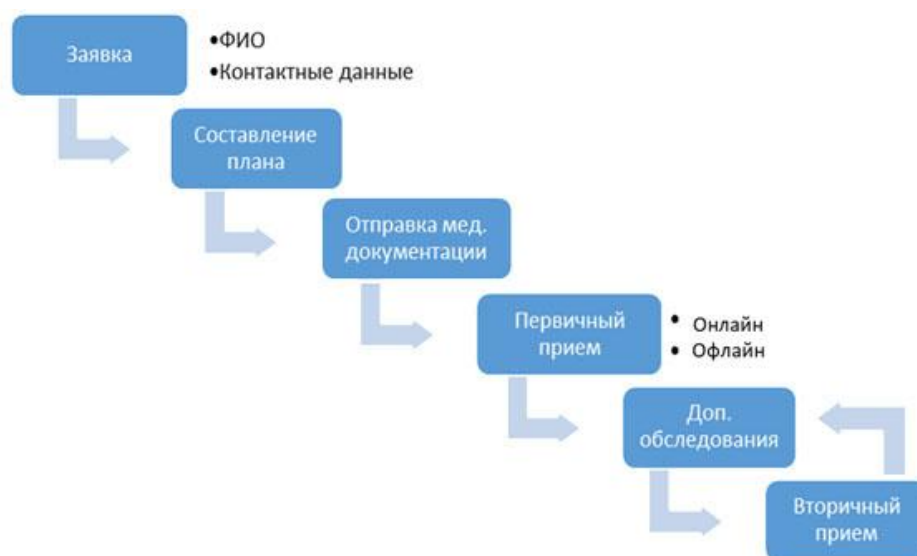 Заявка
•ФИО
•Контактные данные
Составление
плана
Отправка мед.
документации
Первичный
прием
• Онлайн
• Офлайн
Доп.
обследования
Вторичный
прием